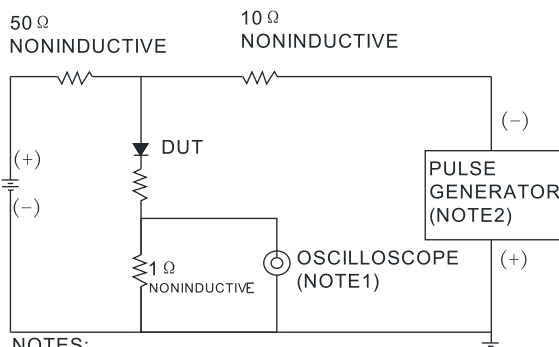 50 Ω
NONINDUCTIVE
10 Ω
NONINDUCTIVE
(+)
(-)
DUT
1 Ω
NONINDUCTIVE
OSCILLOSCOPE
(NOTE1)
(-)
PULSE
GENERATOR
(NOTE2)
(+)
NOTES: